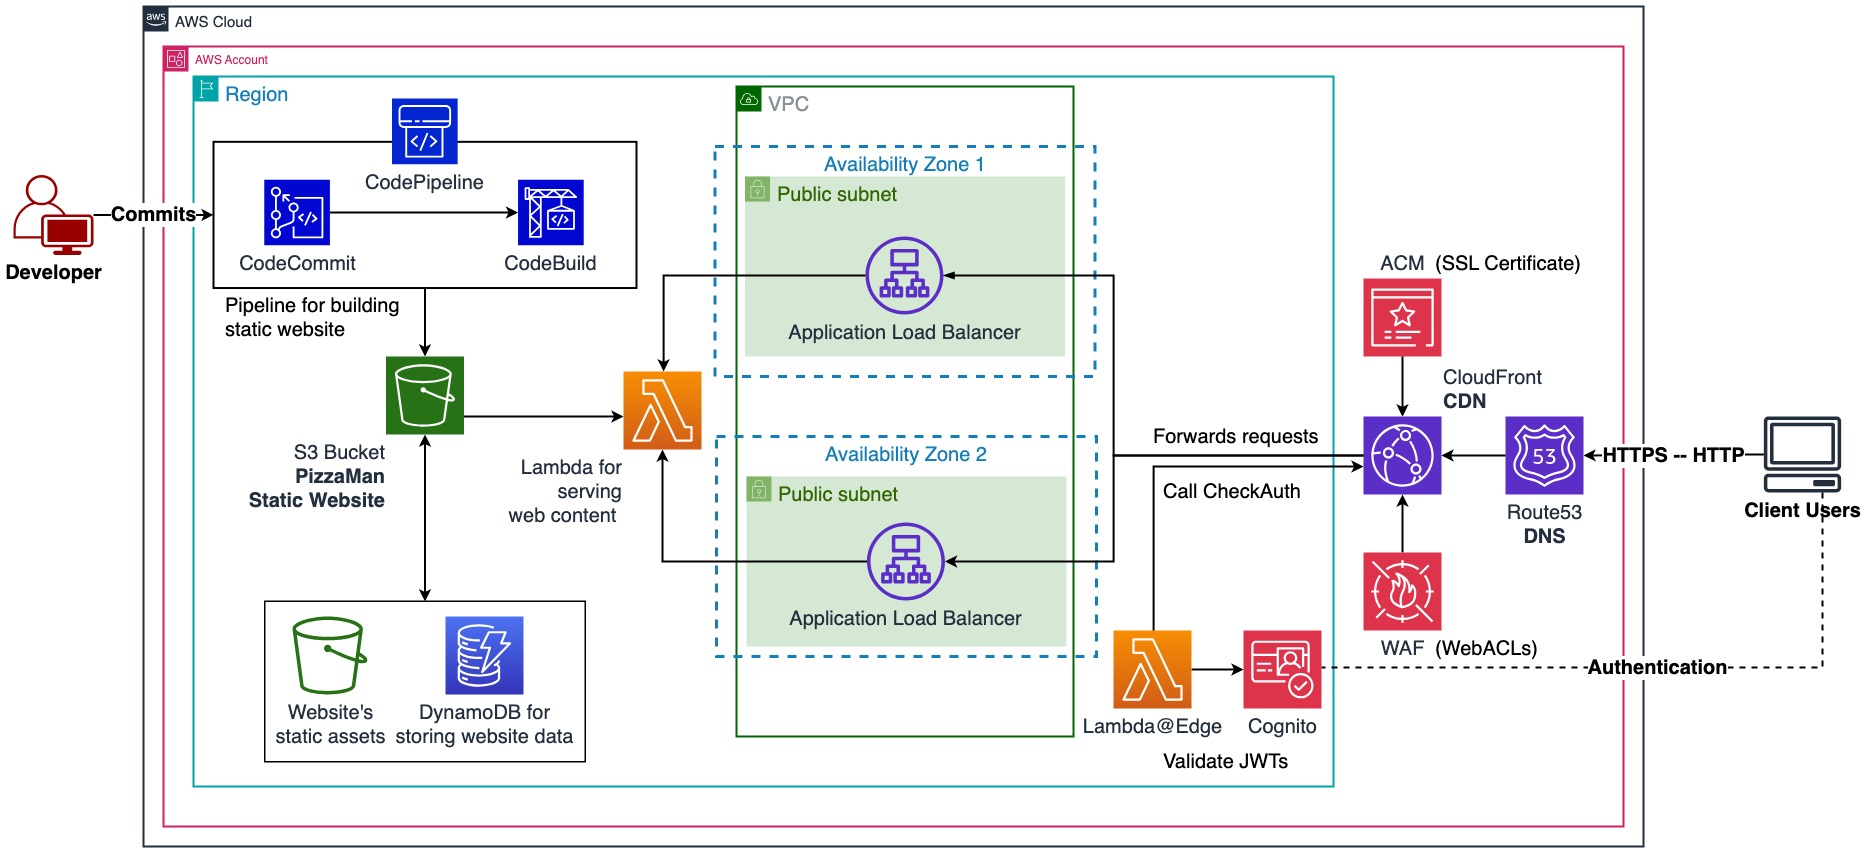 aws
AWS Cloud
AWS Account
Region
VPC
CodePipeline
CodeCommit
CodeBuild
Commits
Developer
Pipeline for building
static website
S3 Bucket
PizzaMan
Static Website
Website's
static assets
DynamoDB for
storing website data
Lambda for
serving
web content
Availability Zone 1
Public subnet
Application Load Balancer
Availability Zone 2
Public subnet
Application Load Balancer
Forwards requests
Call CheckAuth
Lambda@Edge
Cognito
Validate JWTs
ACM (SSL Certificate)
CloudFront
CDN
53
Route53
DNS
WAF (WebACLs)
HTTPS -- HTTP
Client Users
Authentication